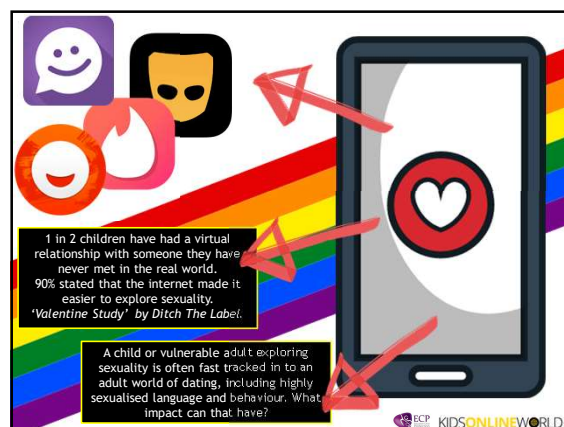 1 in 2 children have had a virtual
relationship with someone they have
never met in the real world.
90% stated that the internet made it
easier to explore sexuality.
'Valentine Study' by Ditch The Label.
A child or vulnerable adult exploring
sexuality is often fast tracked in to an
adult world of dating, including highly
sexualised language and behaviour. What
impact can that have?
ECP KIDSONLINEWORLD